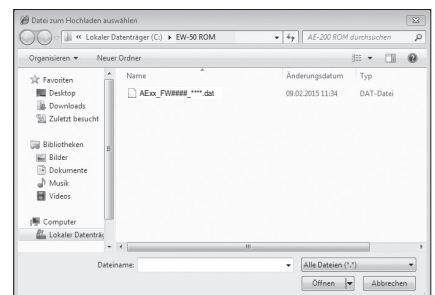 Datei zum Hochladen auswählen
« Lokaler Datenträger (C:) ▸ EW-50 ROM
AE-200 ROM durchsuchen
Organisieren ▾ Neuer Ordner
Favoriten
Desktop
Downloads
Zuletzt besucht
Bibliotheken
Bilder
Dokumente
Musik
Videos
Computer
Lokaler Datenträg
Name Änderungsdatum Typ
AExx_FW####_****.dat 09.02.2015 11:34 DAT-Datei
Dateiname:
Alle Dateien (*.*)
Öffnen Abbrechen